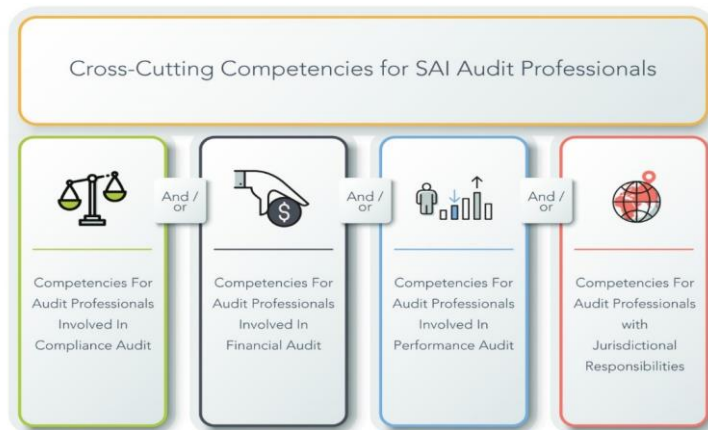 Cross-Cutting Competencies for SAI Audit Professionals
And /
or
And /
or
And /
or
$
Competencies For
Audit Professionals
Involved In
Compliance Audit
Competencies For
Audit Professionals
Involved In
Financial Audit
Competencies For
Audit Professionals
Involved In
Performance Audit
Competencies For
Audit Professionals
with
Jurisdictional
Responsibilities